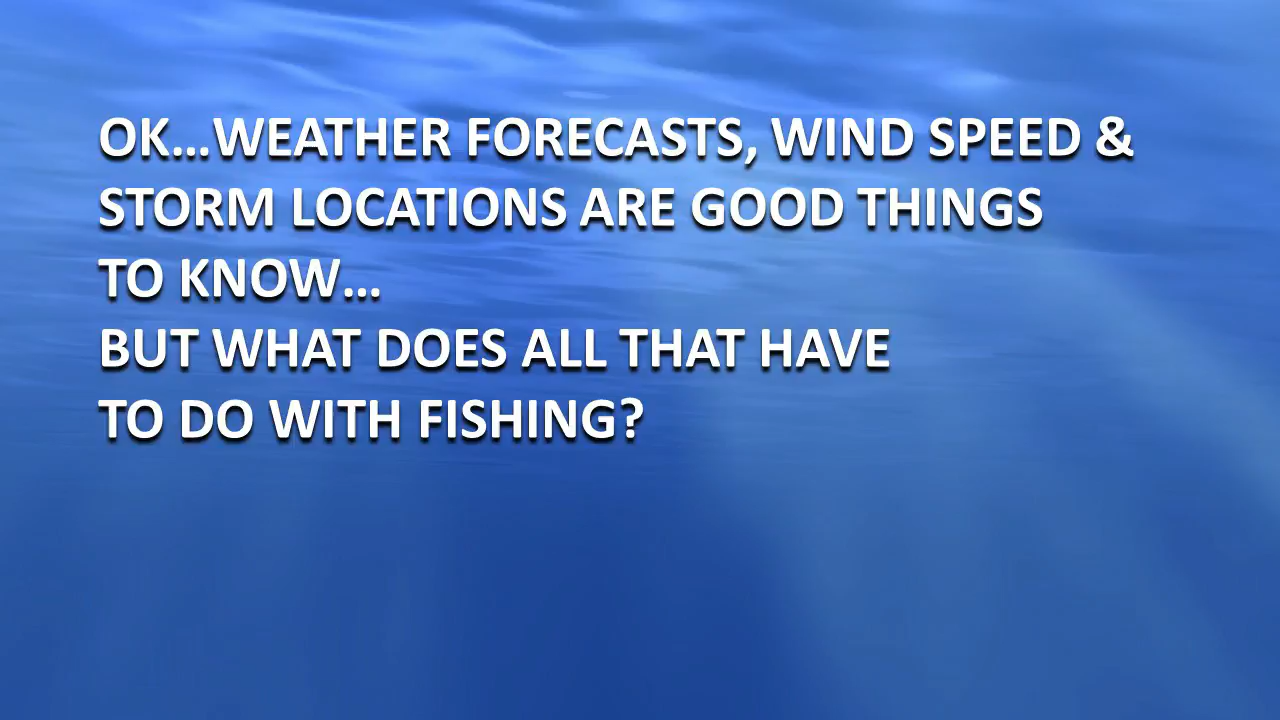 OK...WEATHER FORECASTS, WIND SPEED &
STORM LOCATIONS ARE GOOD THINGS
TO KNOW...
BUT WHAT DOES ALL THAT HAVE
TO DO WITH FISHING?